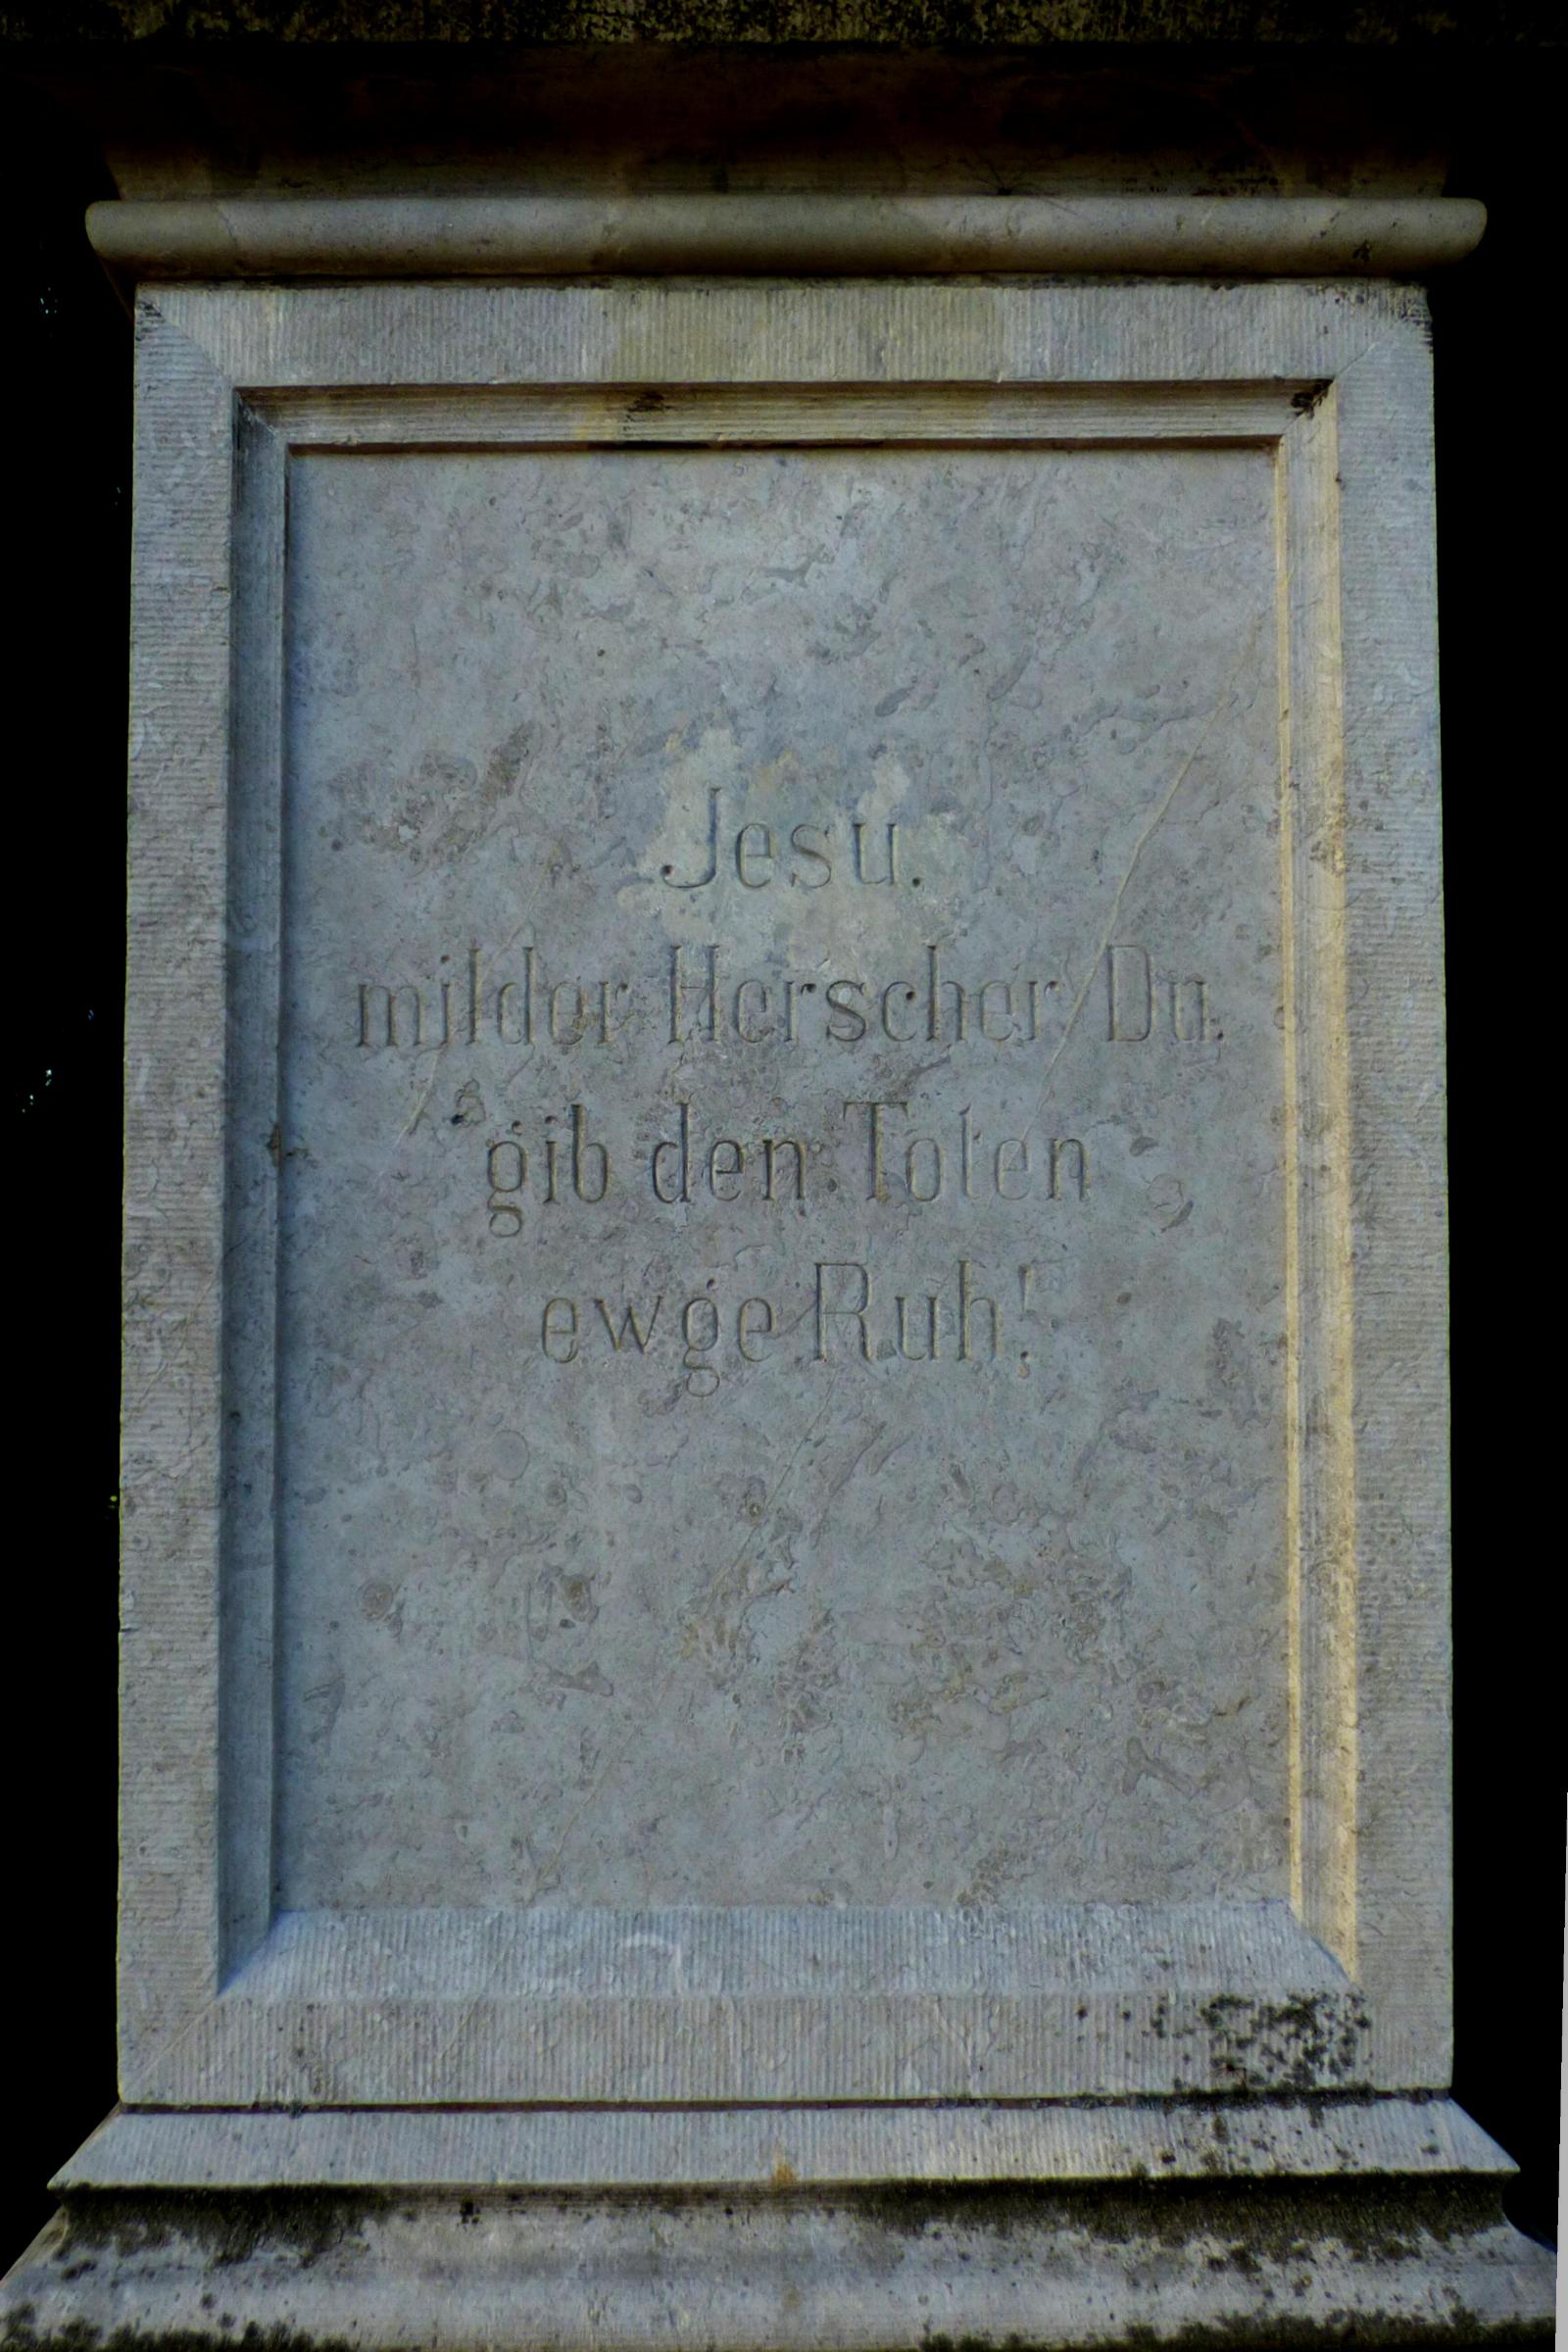 Jesu.
milder Herscher Du.
gib den Toten
ewge Ruh!